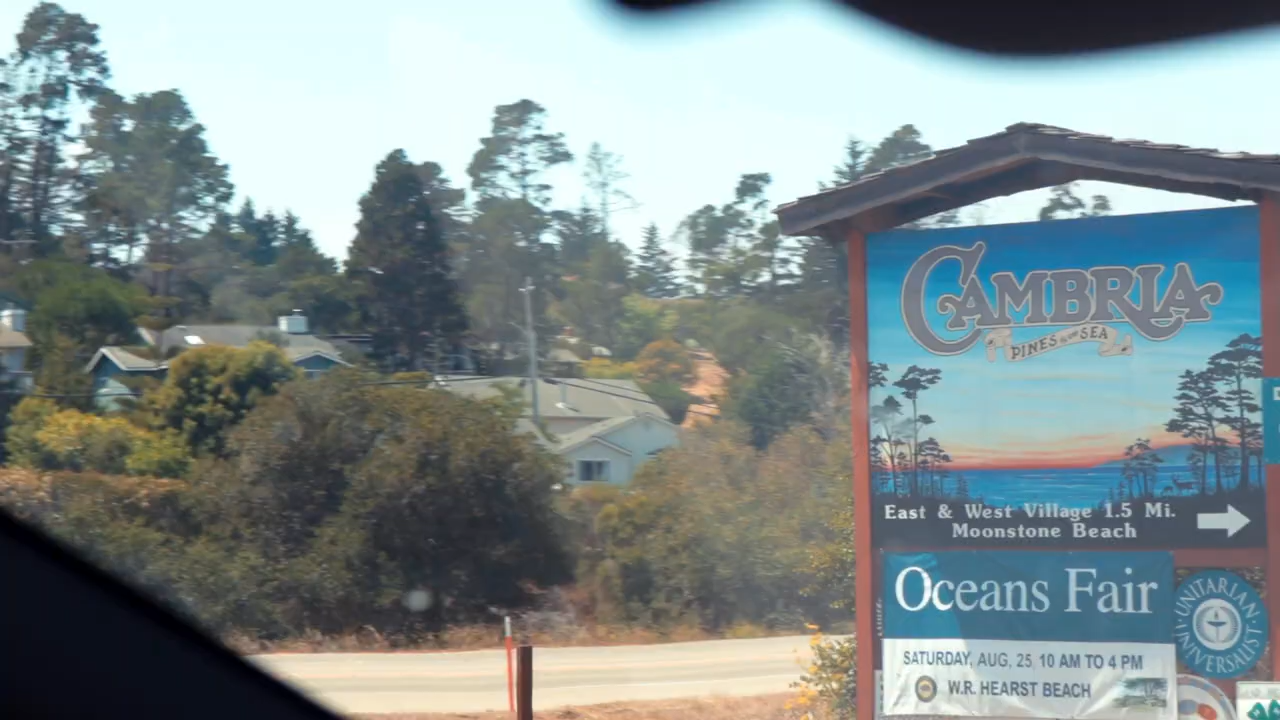 CAMBRIA
PINES BY THE SEA
East & West Village 1.5 Mi.
Moonstone Beach
Oceans Fair
SATURDAY, AUG, 25, 10 AM TO 4 PM
W.R. HEARST BEACH
UNITARIAN
UNIVERSALIST